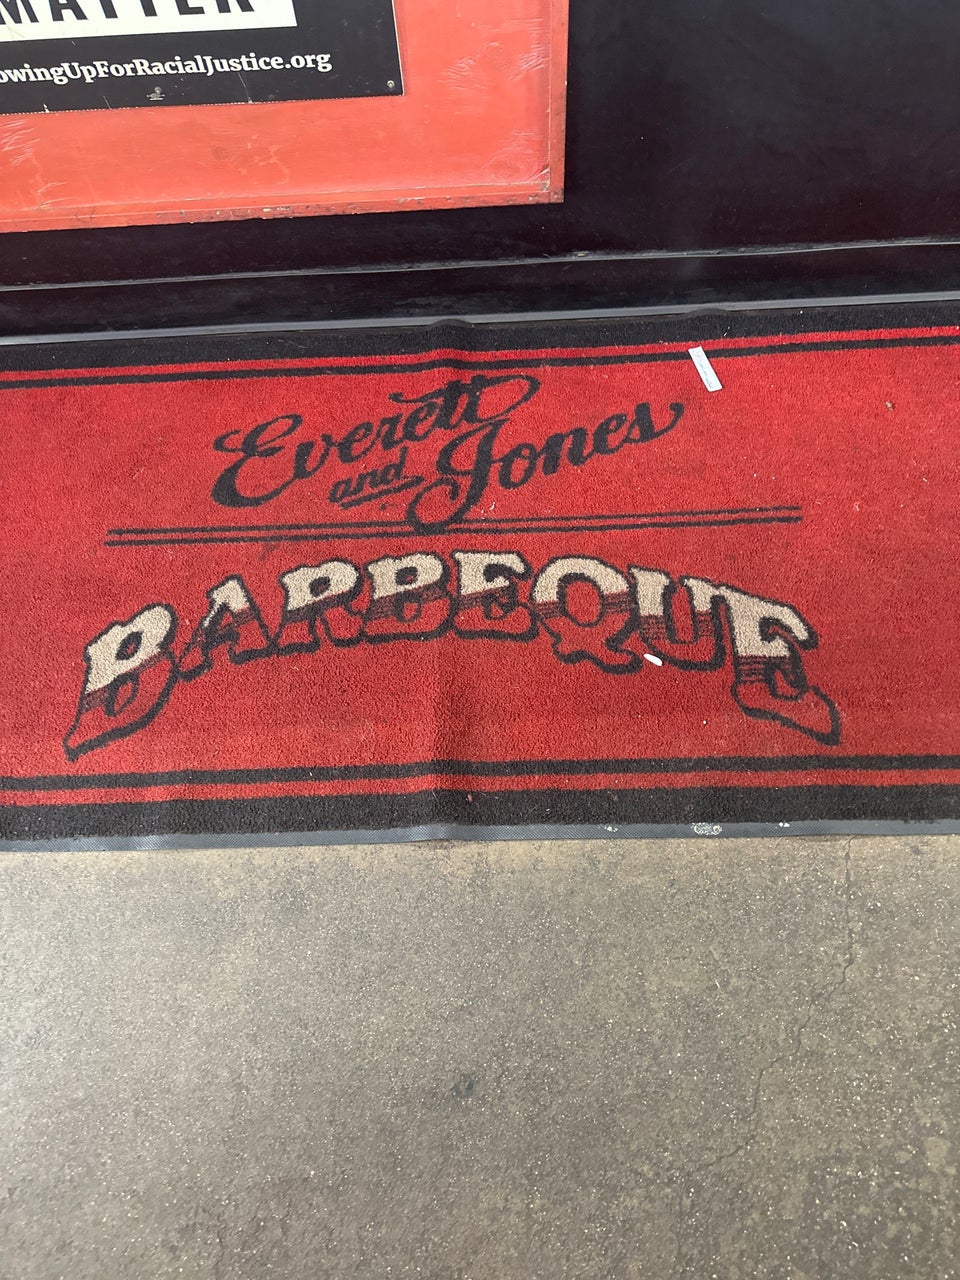 MATTER
owingUpForRacialJustice.org
Everett
and Jones
BARBEQUE